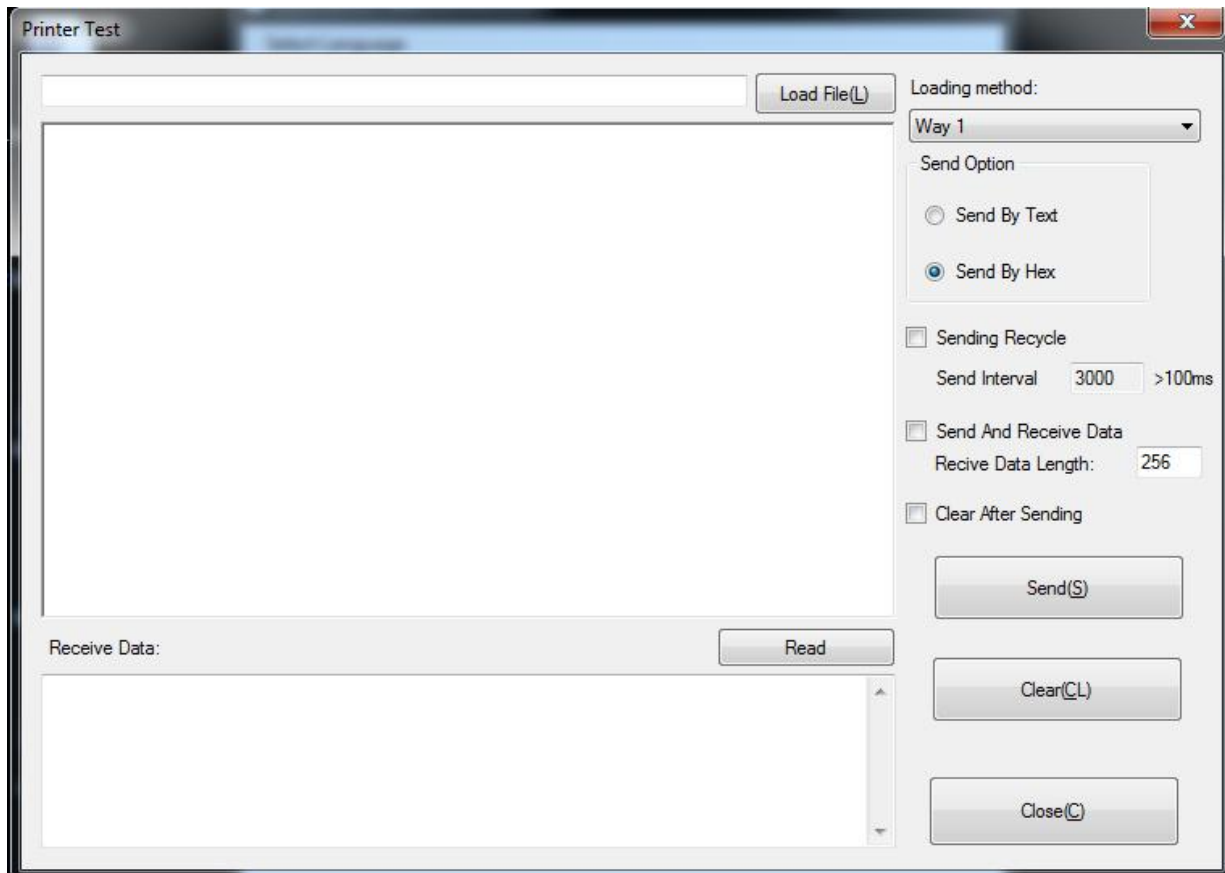 Printer Test
Load File(L)
Loading method:
Way 1
Send Option
Send By Text
Send By Hex
Sending Recycle
Send Interval 3000 >100ms
Send And Receive Data
Recive Data Length: 256
Clear After Sending
Send(S)
Receive Data:
Read
Clear(CL)
Close(C)